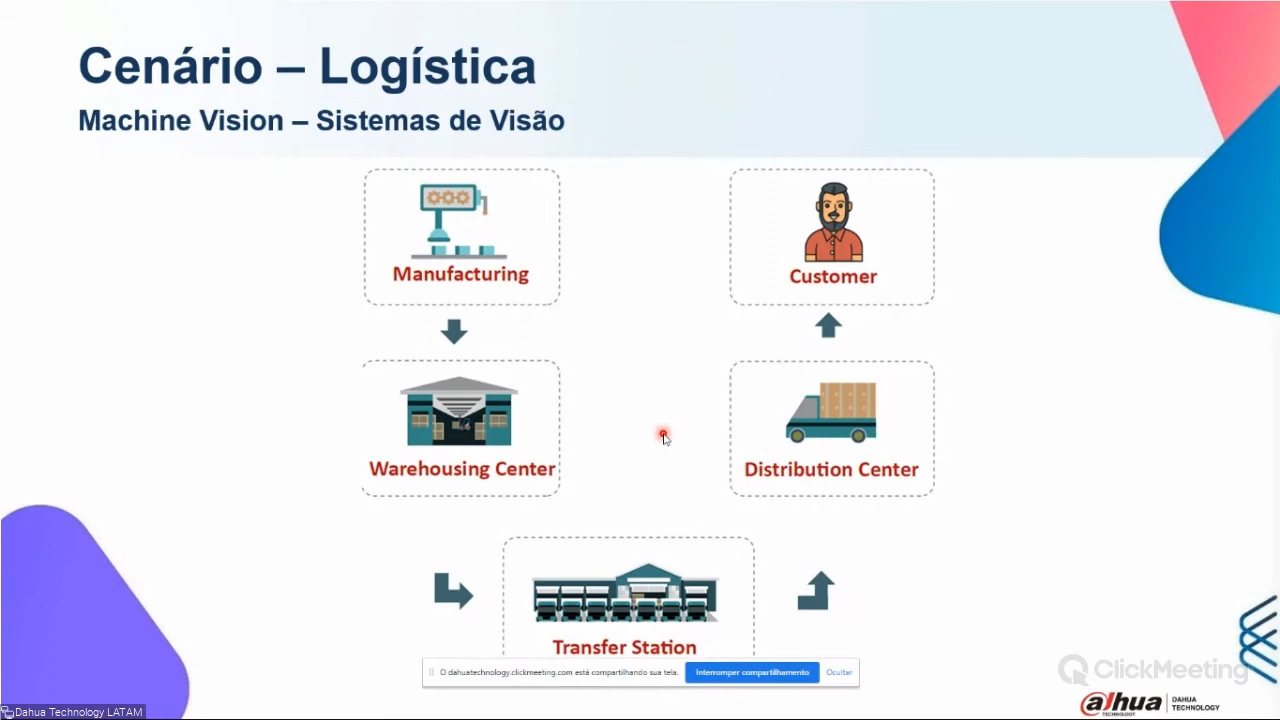 Cenário – Logística
Machine Vision – Sistemas de Visão
Manufacturing
Customer
Warehousing Center
Distribution Center
Transfer Station
O dahuatechnology.clickmeeting.com está compartilhando sua tela.
Interromper compartilhamento
Ocultar
ClickMeeting
alhua
TECHNOLOGY
DAHUA
TECHNOLOGY
Dahua Technology LATAM